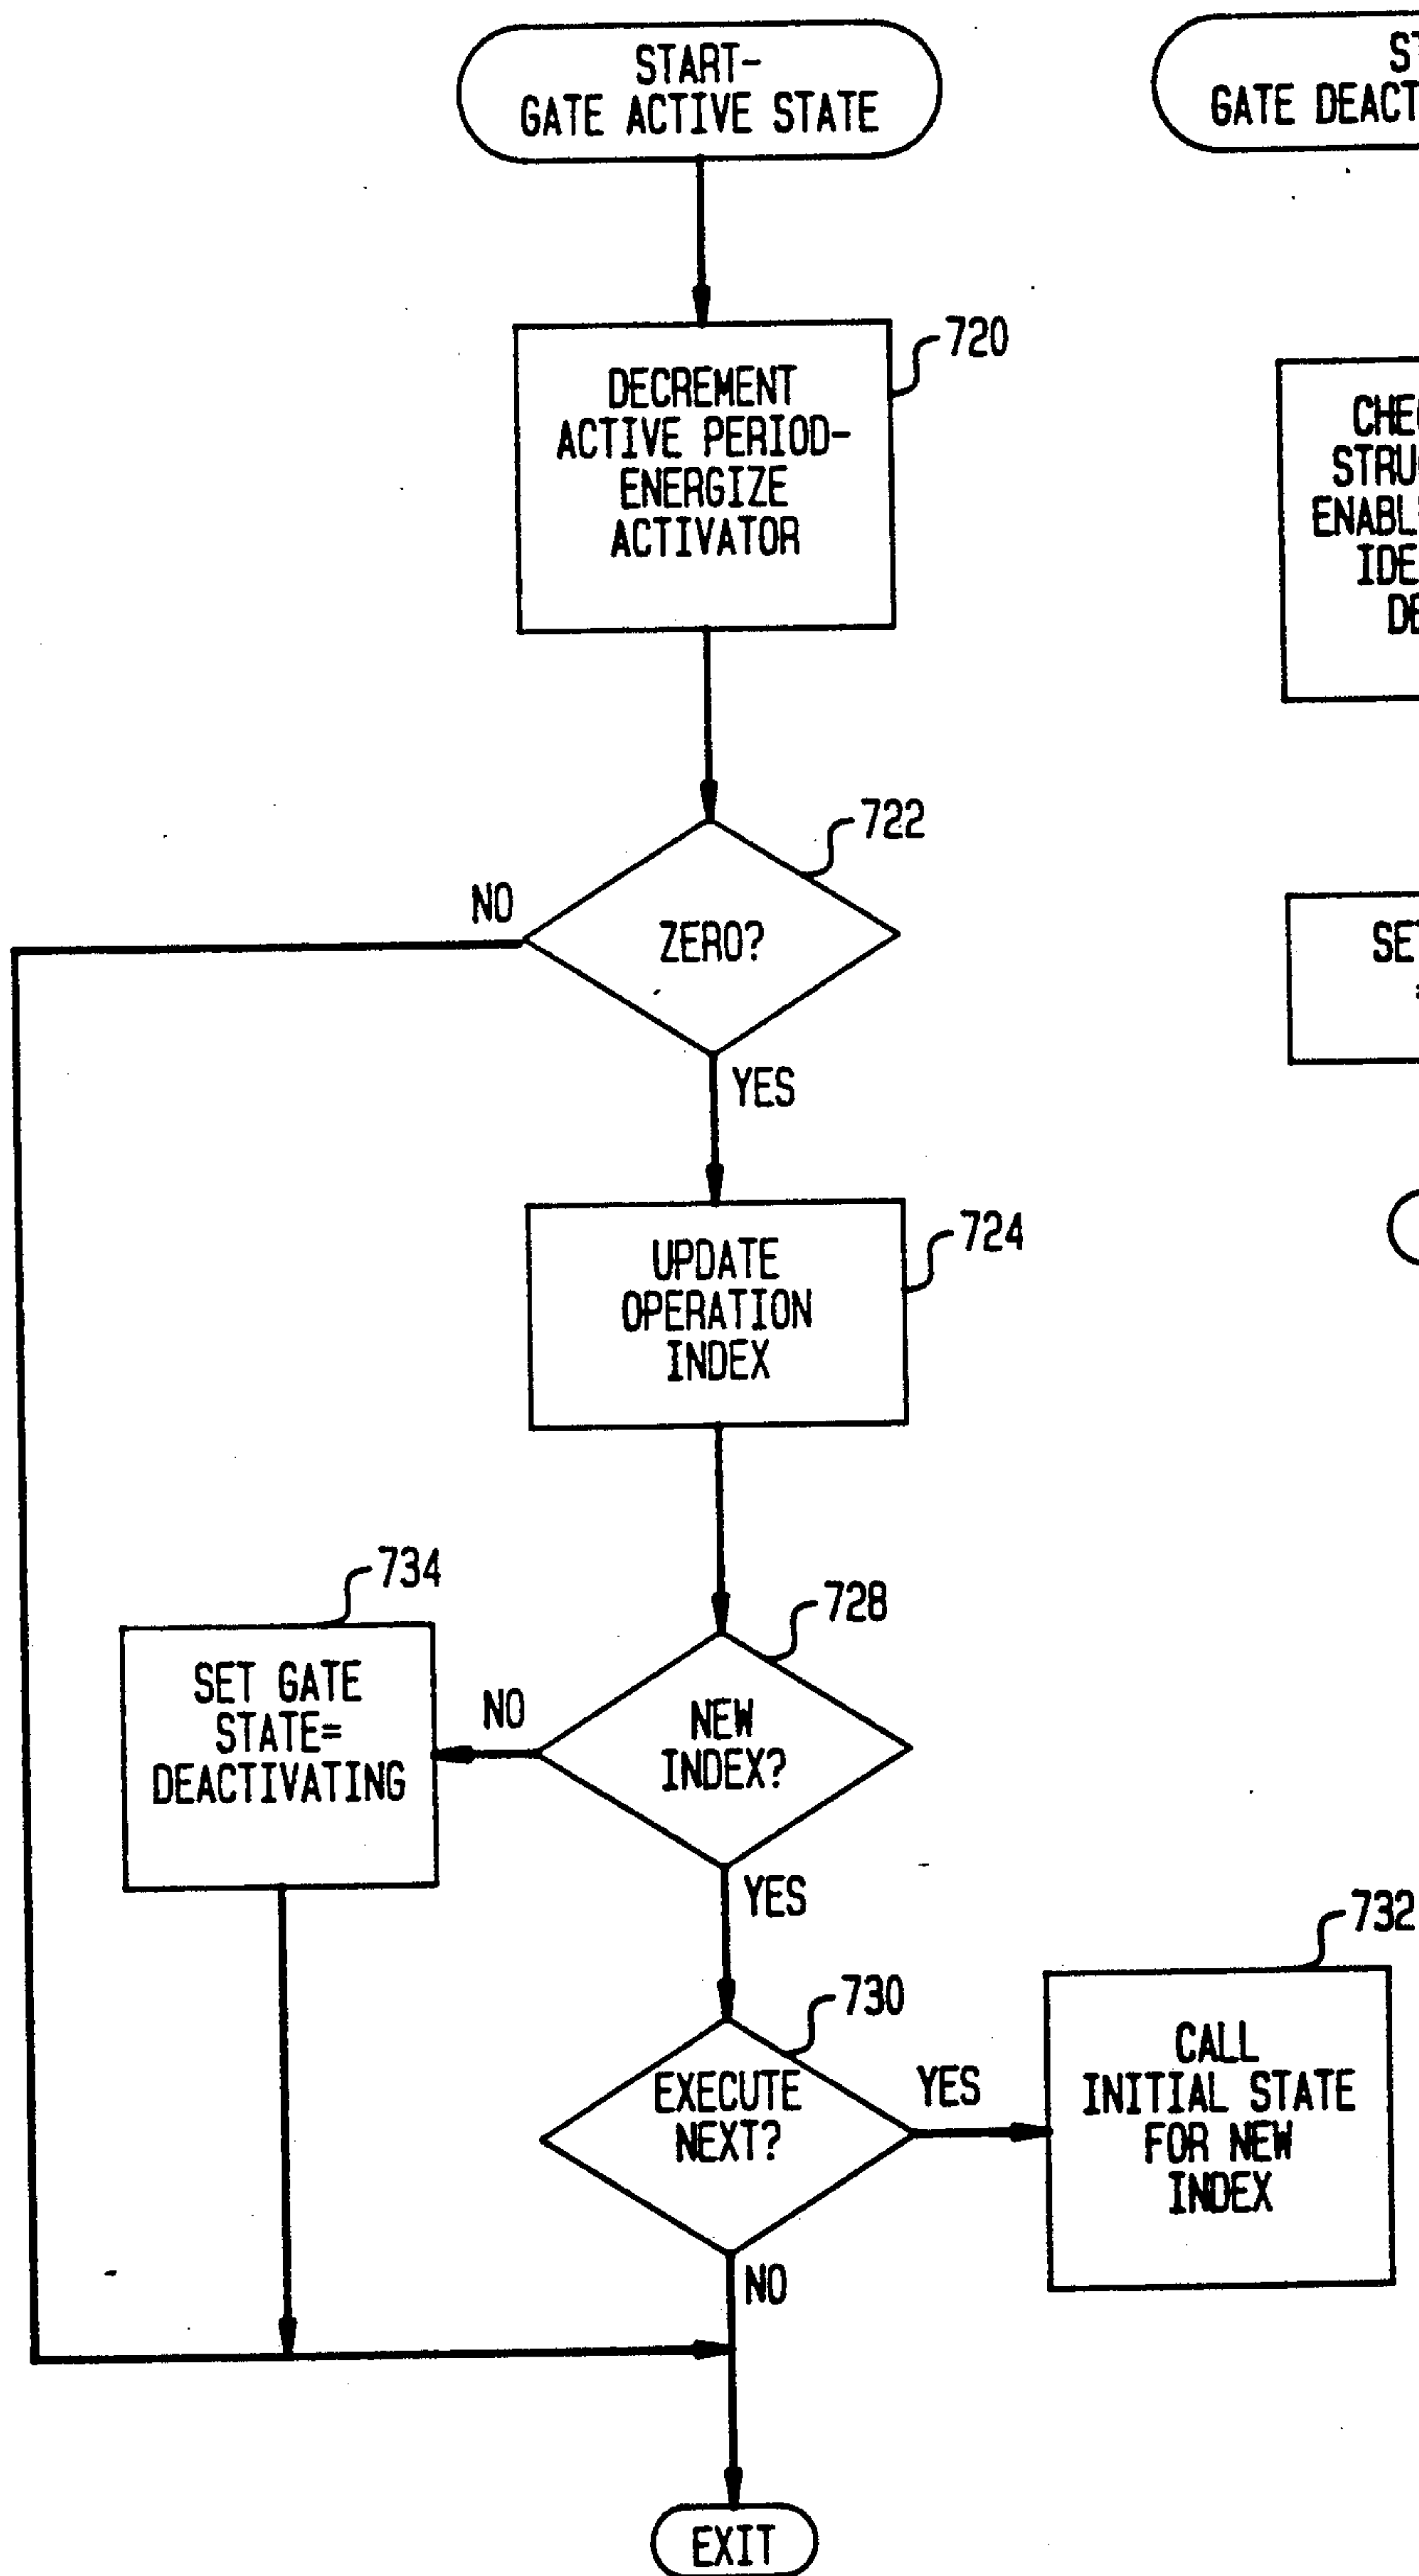 START-
GATE ACTIVE STATE
720
DECREMENT
ACTIVE PERIOD-
ENERGIZE
ACTIVATOR
722
NO
ZERO?
YES
724
UPDATE
OPERATION
INDEX
734
SET GATE
STATE=
DEACTIVATING
728
NO
NEW
INDEX?
YES
730
EXECUTE
NEXT?
YES
732
CALL
INITIAL STATE
FOR NEW
INDEX
NO
EXIT
GATE